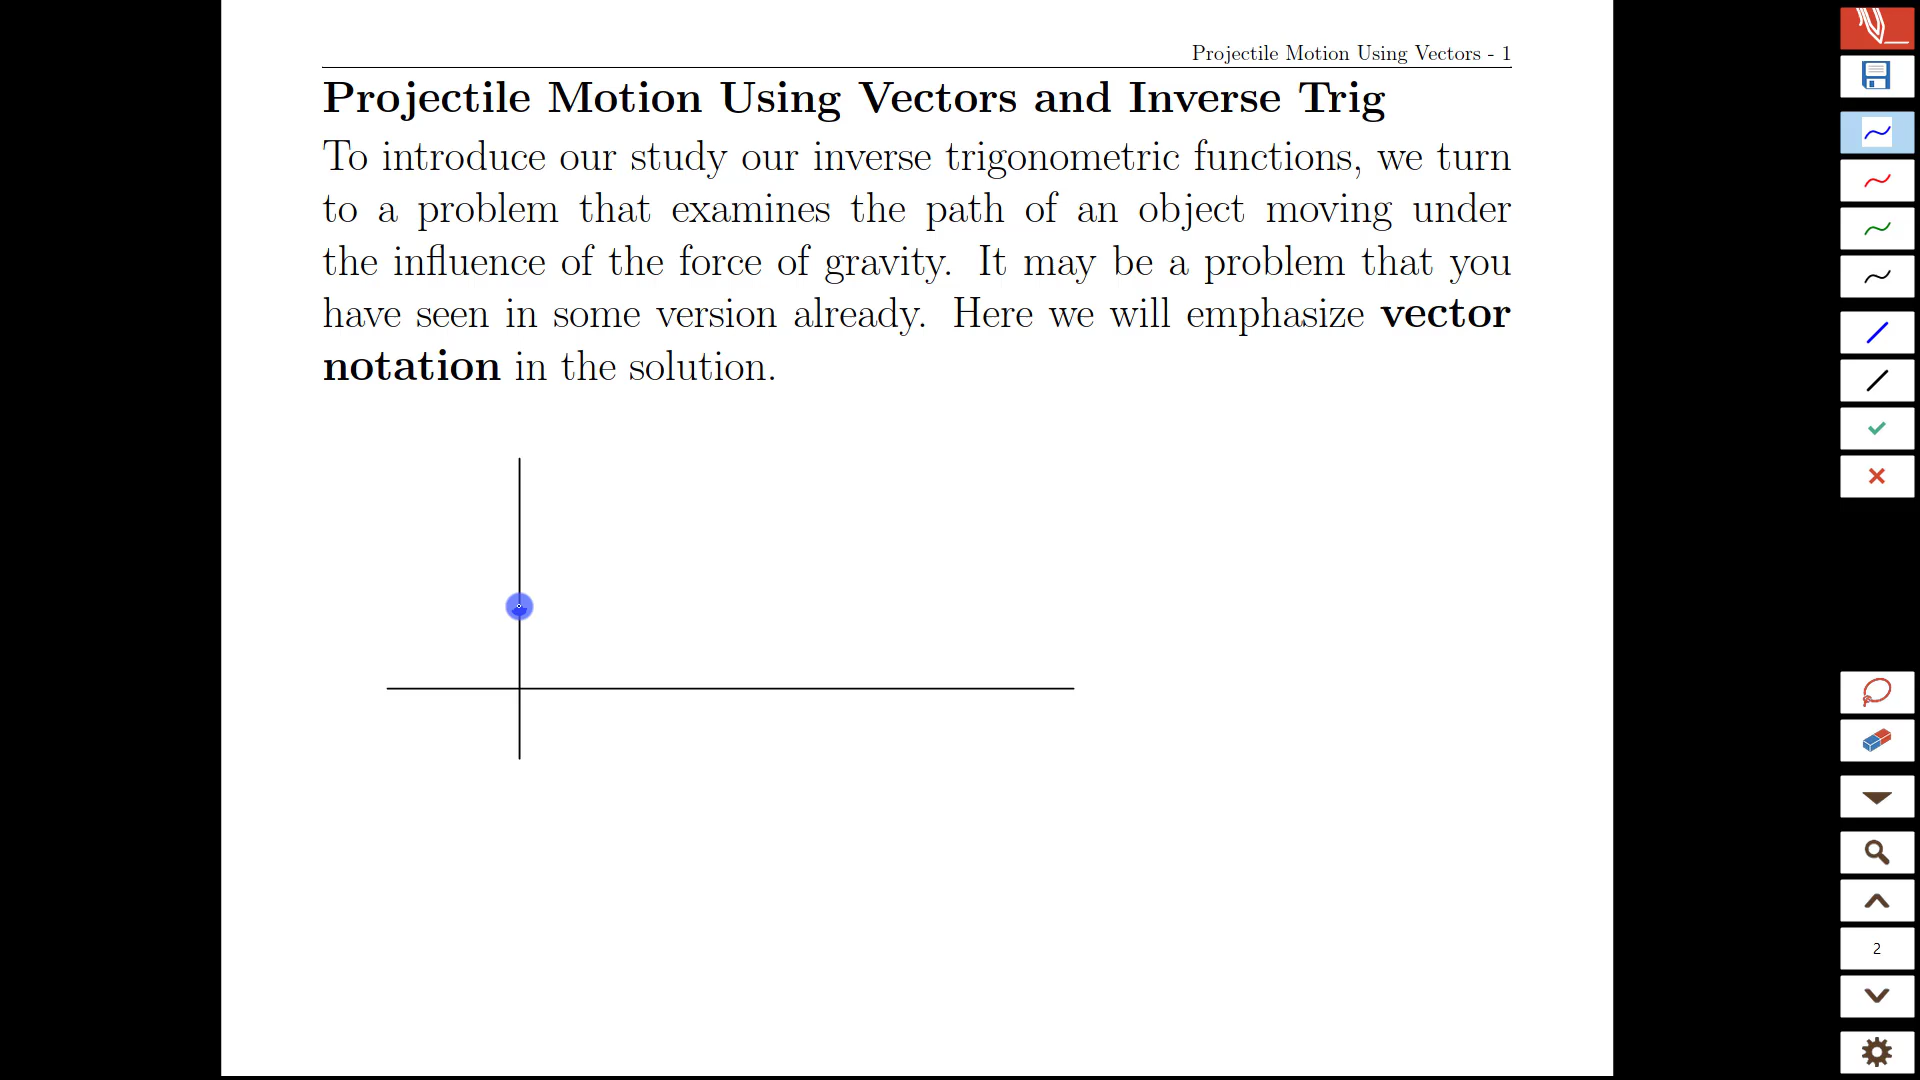 Projectile Motion Using Vectors - 1
Projectile Motion Using Vectors and Inverse Trig
To introduce our study our inverse trigonometric functions, we turn
to a problem that examines the path of an object moving under
the influence of the force of gravity. It may be a problem that you
have seen in some version already. Here we will emphasize vector
notation in the solution.
2